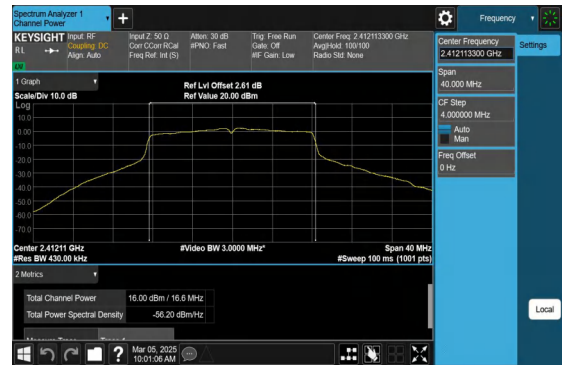 Spectrum Analyzer 1
Channel Power
+
Frequency
KEYSIGHT
Input: RF
Input Z: 50 Ω
Atten: 30 dB
Trig: Free Run
Center Freq: 2.412113300 GHz
RL
Coupling: DC
Corr CCorr RCal
#PNO: Fast
Gate: Off
Avg|Hold: 100/100
Align: Auto
Freq Ref: Int (S)
#IF Gain: Low
Radio Std: None
Center Frequency
2.412113300 GHz
Settings
Span
40.000 MHz
CF Step
4.000000 MHz
Auto
Man
Freq Offset
0 Hz
1 Graph
Ref Lvl Offset 2.61 dB
Scale/Div 10.0 dB
Ref Value 20.00 dBm
Log
10.0
0.00
-10.0
-20.0
-30.0
-40.0
-50.0
-60.0
-70.0
Center 2.41211 GHz
#Video BW 3.0000 MHz*
Span 40 MHz
#Res BW 430.00 kHz
#Sweep 100 ms (1001 pts)
2 Metrics
Total Channel Power
16.00 dBm / 16.6 MHz
Total Power Spectral Density
-56.20 dBm/Hz
Local
?
Mar 05, 2025
10:01:06 AM